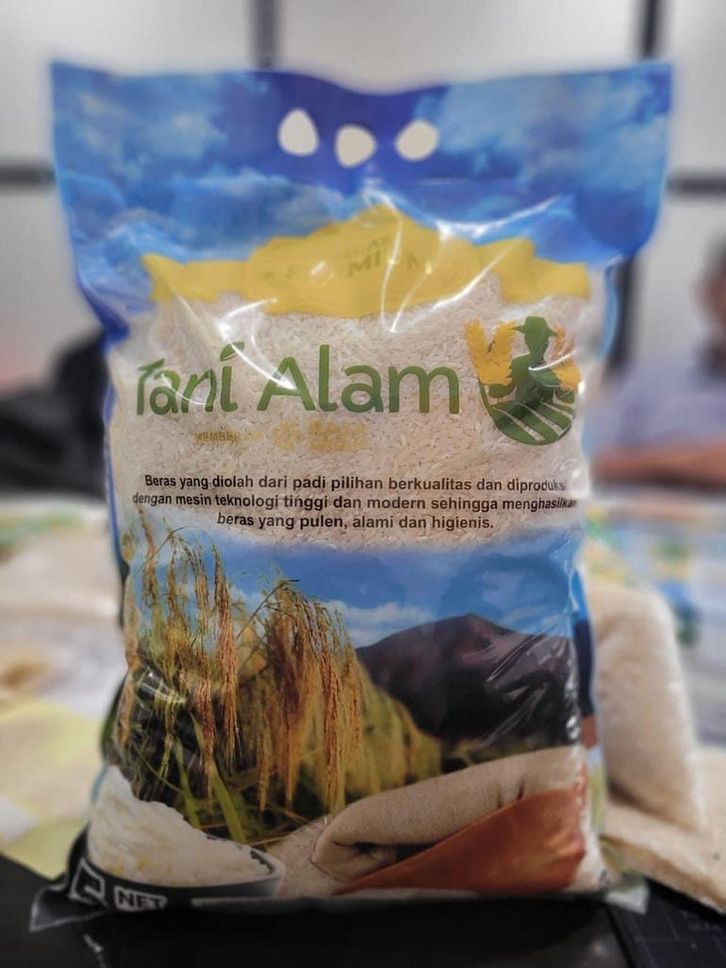 Tani Alam
MEMBER
Beras yang diolah dari padi pilihan berkualitas dan diproduksi
dengan mesin teknologi tinggi dan modern sehingga menghasilkan
beras yang pulen, alami dan higienis.
NET